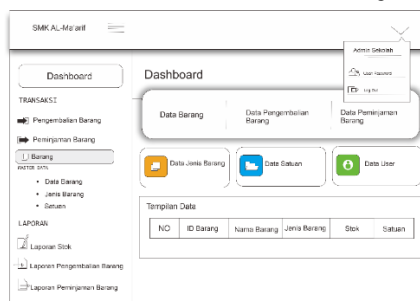 SMK AL-Ma'arif
Admin Sekolah
Ubah Password
Log Out
Dashboard
Dashboard
TRANSAKSI
Pengembalian Barang
Peminjaman Barang
Barang
MASTER DATA
Data Barang
Jenis Barang
Satuan
LAPORAN
Laporan Stok
Laporan Pengembalian Barang
Laporan Peminjaman Barang
Data Barang
Data Pengembalian
Barang
Data Peminjaman
Barang
Data Jenis Barang
Data Satuan
Data User
Tampilan Data
NO ID Barang Nama Barang Jenis Barang Stok Satuan